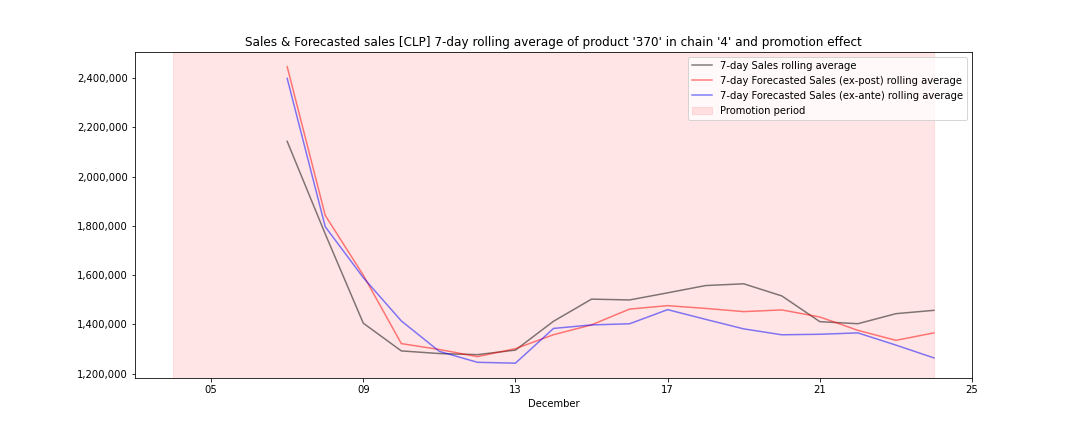 Sales & Forecasted sales [CLP] 7-day rolling average of product '370' in chain '4' and promotion effect
7-day Sales rolling average
7-day Forecasted Sales (ex-post) rolling average
7-day Forecasted Sales (ex-ante) rolling average
Promotion period
2,400,000
2,200,000
2,000,000
1,800,000
1,600,000
1,400,000
1,200,000
05 09 13 17 21 25
December